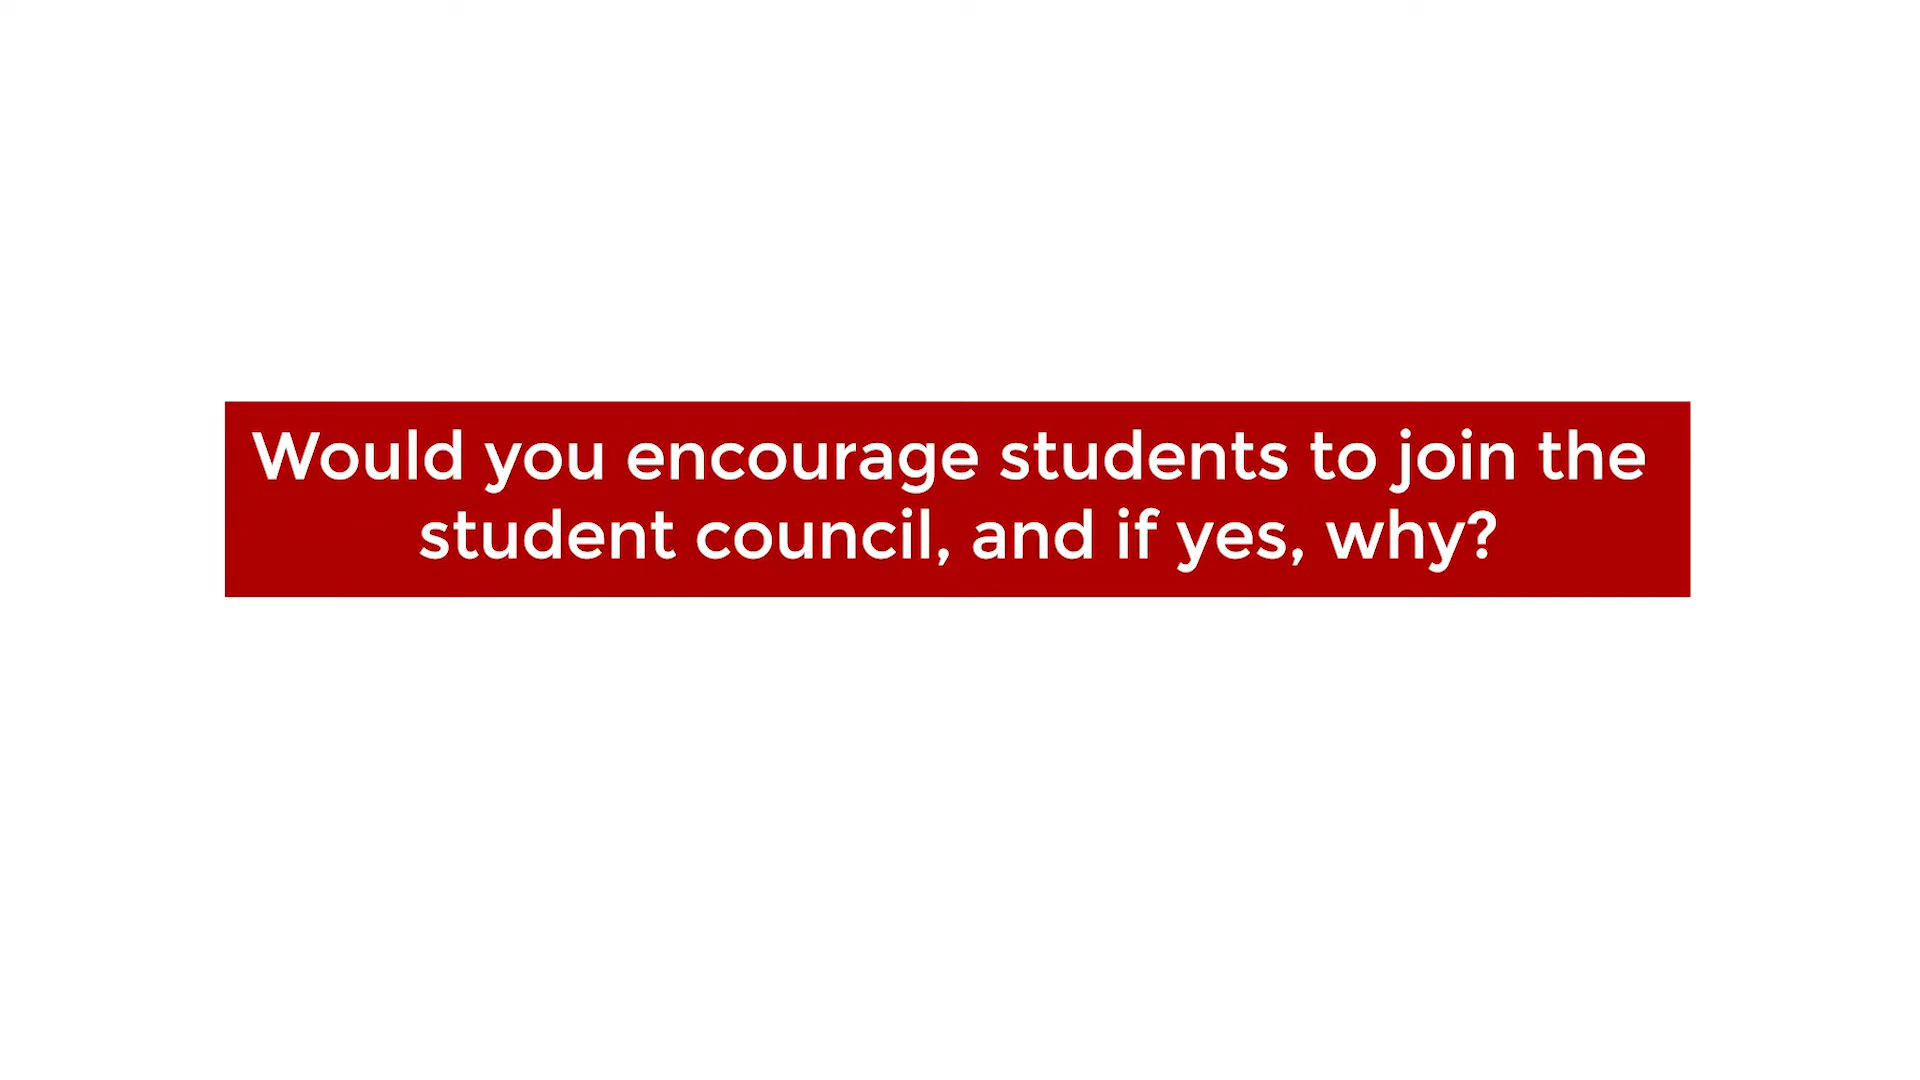 Would you encourage students to join the
student council, and if yes, why?